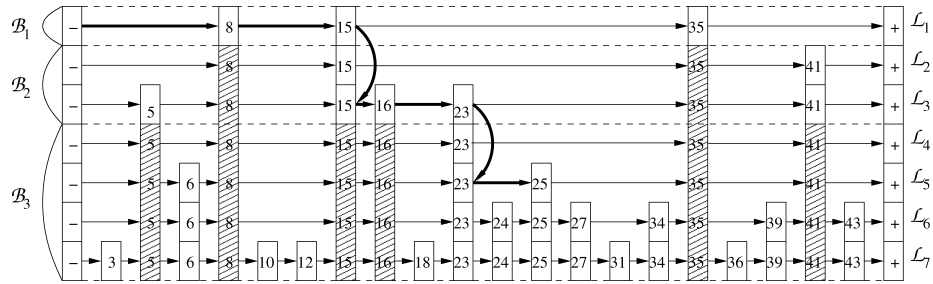 B1 − 8 15 35 + L1
− 8 15 35 41 + L2
B2 − 5 8 15 16 23 35 41 + L3
− 5 8 15 16 23 35 41 + L4
B3 − 5 6 8 15 16 23 25 35 41 + L5
− 5 6 8 15 16 23 24 25 27 34 35 39 41 43 + L6
− 3 5 6 8 10 12 15 16 18 23 24 25 27 31 34 35 36 39 41 43 + L7